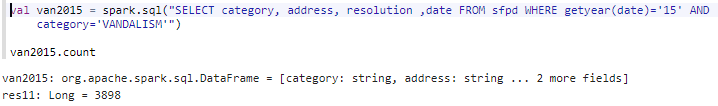 val van2015 = spark.sql("SELECT category, address, resolution ,date FROM sfpd WHERE getyear(date)='15' AND
category='VANDALISM'")
van2015.count
van2015: org.apache.spark.sql.DataFrame = [category: string, address: string ... 2 more fields]
res11: Long = 3898